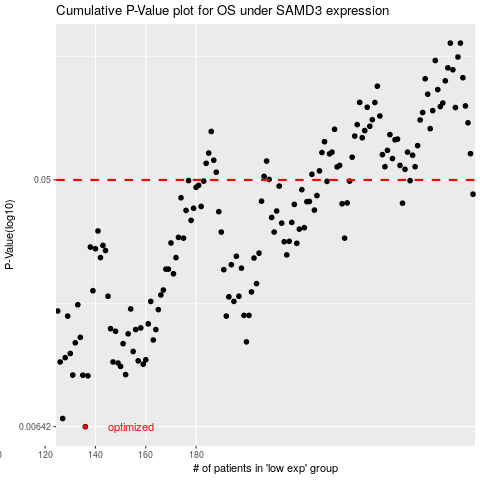 Cumulative P-Value plot for OS under SAMD3 expression
P-Value(log10)
0.05
0.00642
optimized
0 120 140 160 180
# of patients in 'low exp' group